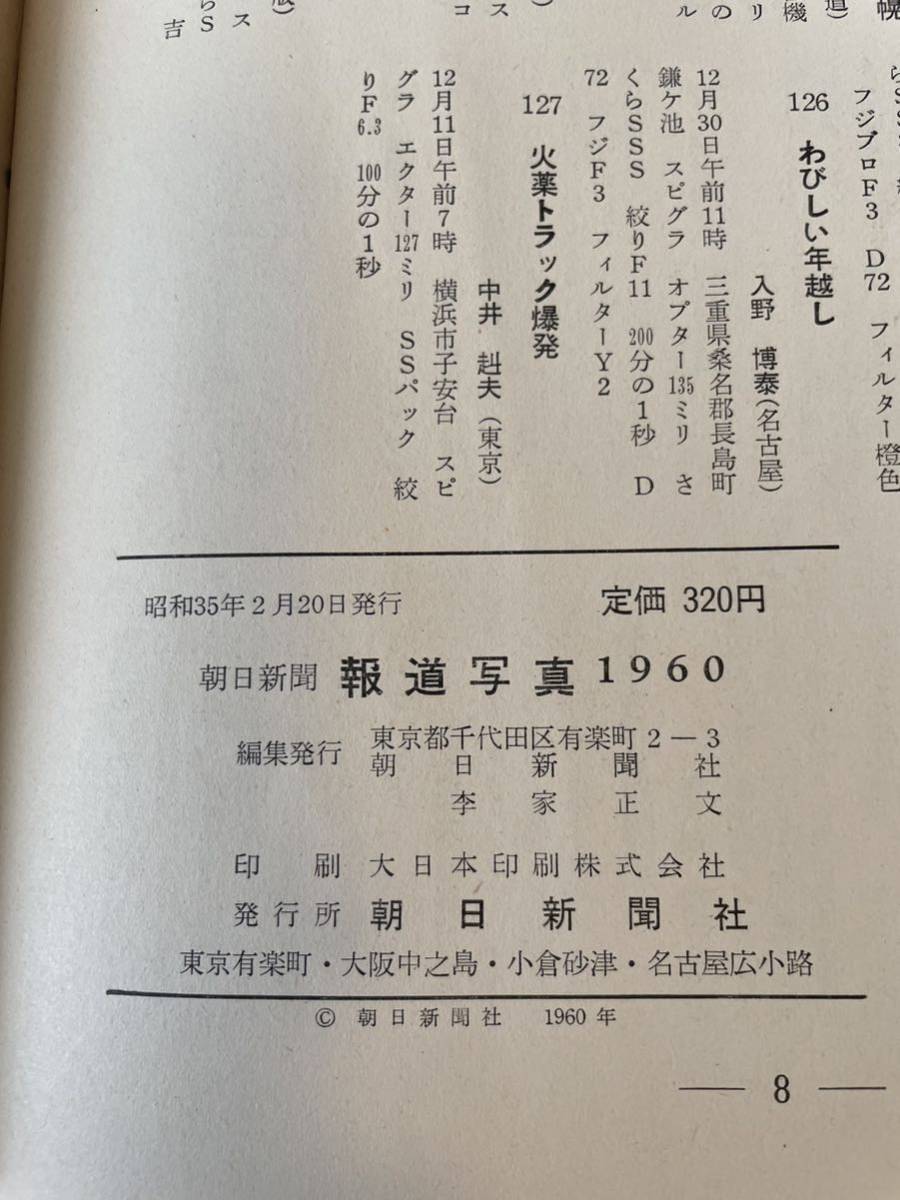 フジブロF3 D72 フィルター橙色
126 わびしい年越し
入野 博泰(名古屋)
12月30日午前11時 三重県桑名郡長島町
鎌ケ池 スピグラ オプター135ミリ さ
くらSSS 絞りF11 200分の1秒 D
72 フジF3 フィルターY2
127 火薬トラック爆発
中井 赳夫(東京)
12月11日午前7時 横浜市子安台 スピ
グラ エクター127ミリ SSパック 絞
りF6.3 100分の1秒
昭和35年2月20日発行 定価 320円
朝日新聞 報道写真1960
編集発行 東京都千代田区有楽町2―3
朝日新聞社
李家正文
印刷 大日本印刷株式会社
発行所 朝日新聞社
東京有楽町・大阪中之島・小倉砂津・名古屋広小路
© 朝日新聞社 1960年
― 8 ―